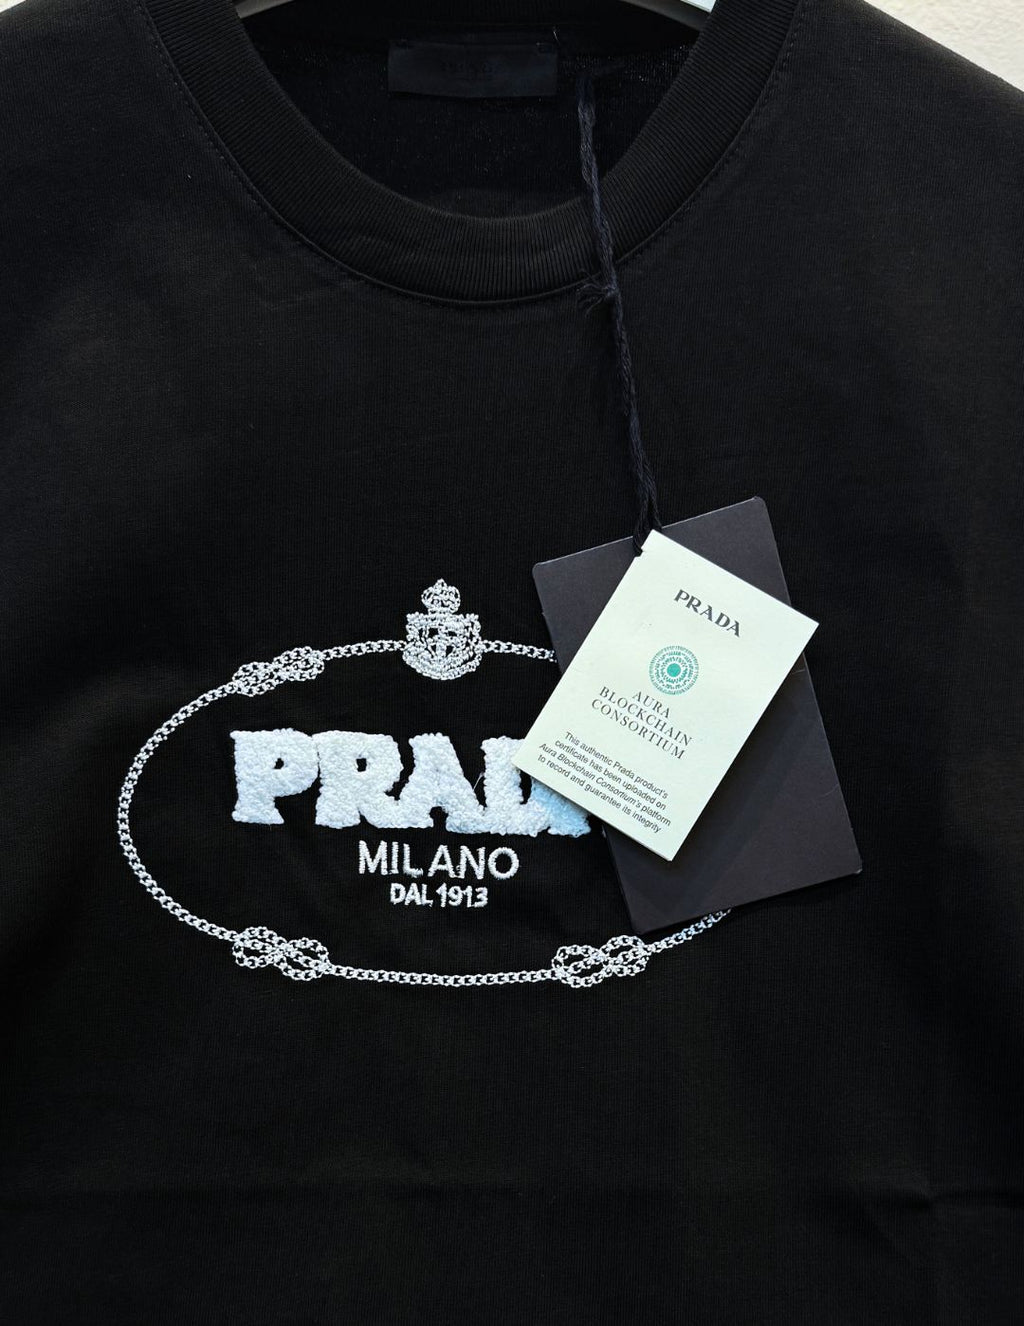 PRADA
PRADA
AURA
BLOCKCHAIN
CONSORTIUM
This authentic Prada product's
certificate has been uploaded on
Aura Blockchain Consortium's platform
to record and guarantee its integrity
PRADA
MILANO
DAL 1913